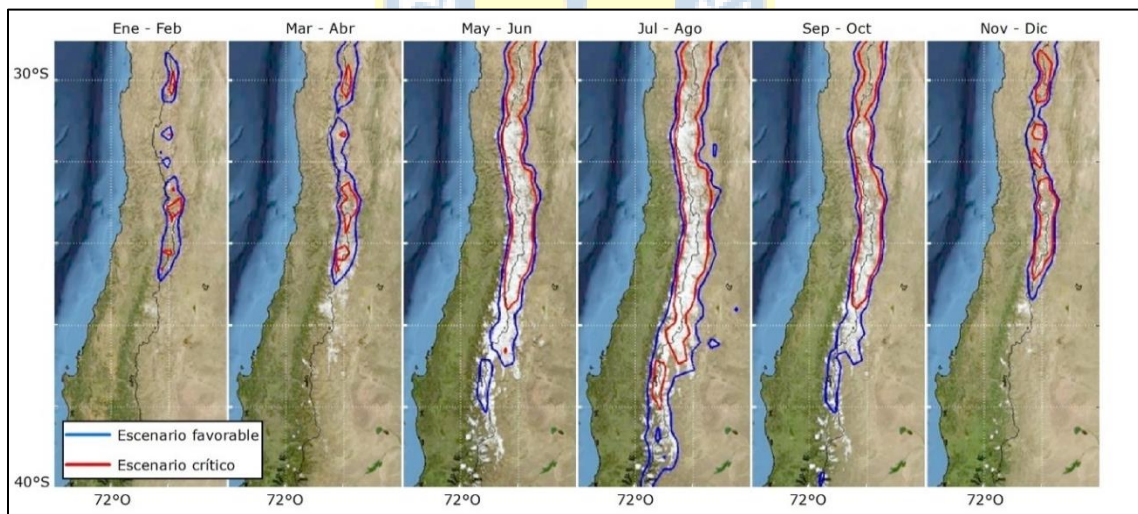 Ene - Feb
Mar - Abr
May - Jun
Jul - Ago
Sep - Oct
Nov - Dic
30°S
Escenario favorable
Escenario crítico
40°S
72°O
72°O
72°O
72°O
72°O
72°O